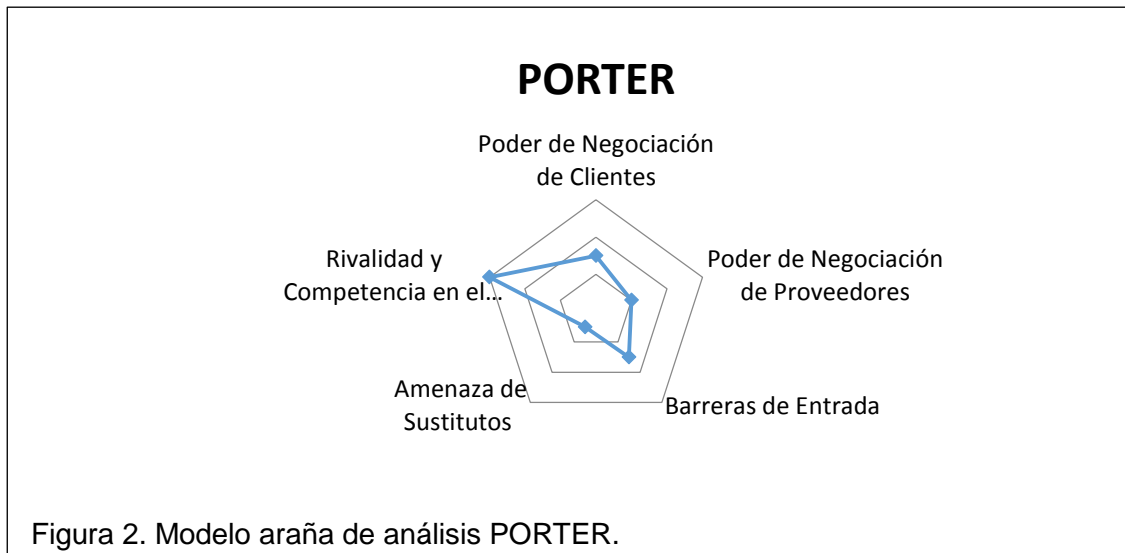 PORTER
Poder de Negociación
de Clientes
Poder de Negociación
de Proveedores
Barreras de Entrada
Amenaza de
Sustitutos
Rivalidad y
Competencia en el...
Figura 2. Modelo araña de análisis PORTER.